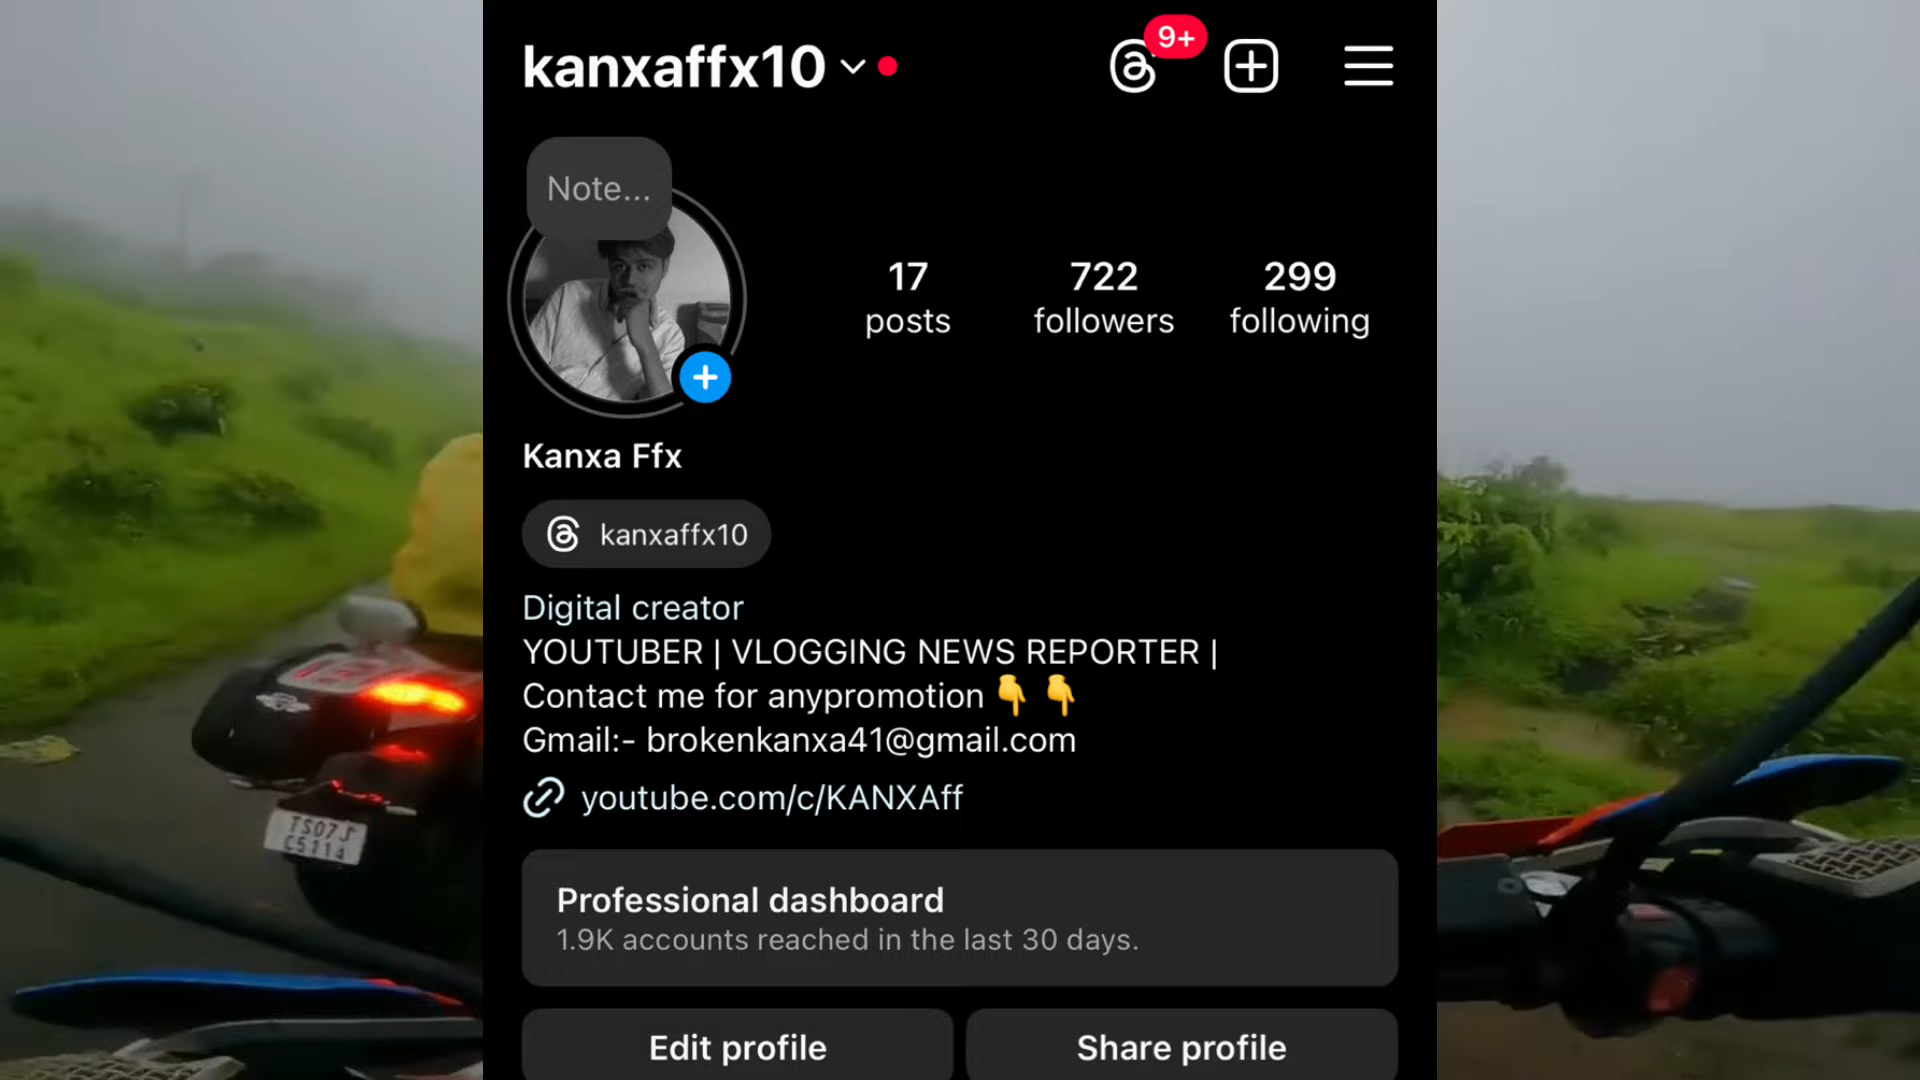 kanxaffx10
9+
Note...
17
posts
722
followers
299
following
Kanxa Ffx
kanxaffx10
Digital creator
YOUTUBER | VLOGGING NEWS REPORTER |
Contact me for anypromotion 👇 👇
Gmail:- brokenkanxa41@gmail.com
youtube.com/c/KANXAff
Professional dashboard
1.9K accounts reached in the last 30 days.
Edit profile
Share profile
TS07J